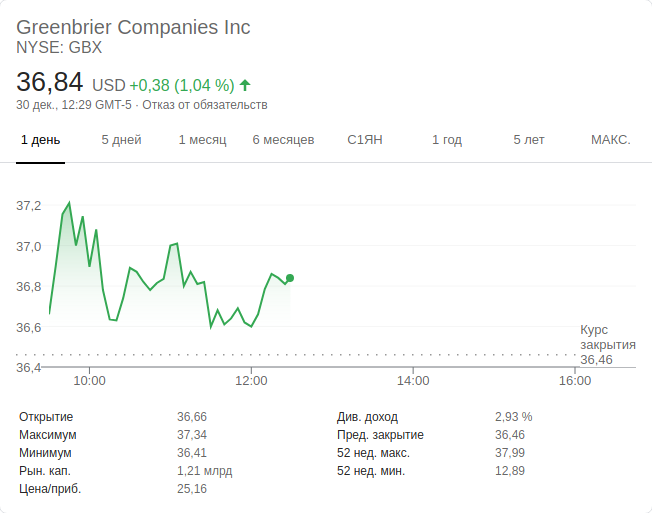 Greenbrier Companies Inc
NYSE: GBX
36,84 USD +0,38 (1,04 %)
30 дек., 12:29 GMT-5 · Отказ от обязательств
1 день 5 дней 1 месяц 6 месяцев С1ЯН 1 год 5 лет МАКС.
37,2
37,0
36,8
36,6
Курс
закрытия
36,46
36,4
10:00 12:00 14:00 16:00
Открытие 36,66 Див. доход 2,93 %
Максимум 37,34 Пред. закрытие 36,46
Минимум 36,41 52 нед. макс. 37,99
Рын. кап. 1,21 млрд 52 нед. мин. 12,89
Цена/приб. 25,16